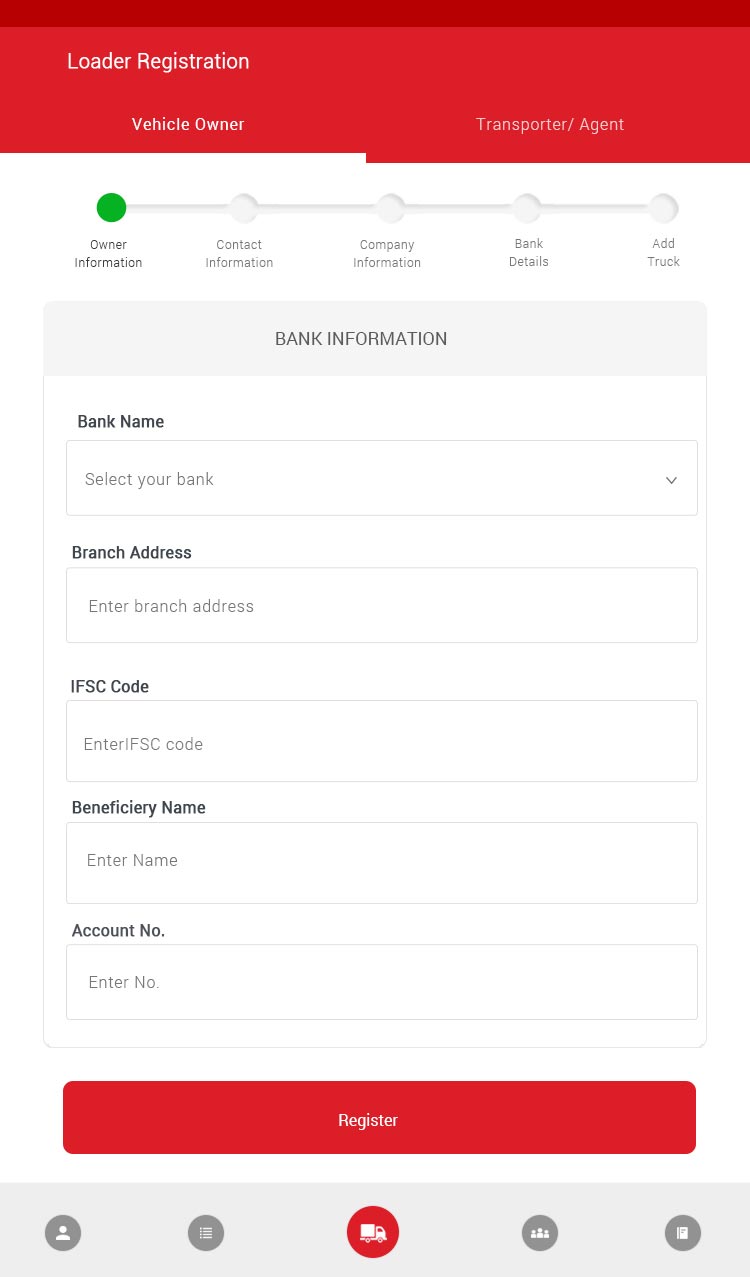 Loader Registration
Vehicle Owner
Transporter/ Agent
Owner
Information
Contact
Information
Company
Information
Bank
Details
Add
Truck
BANK INFORMATION
Bank Name
Select your bank
Branch Address
Enter branch address
IFSC Code
EnterIFSC code
Beneficiery Name
Enter Name
Account No.
Enter No.
Register